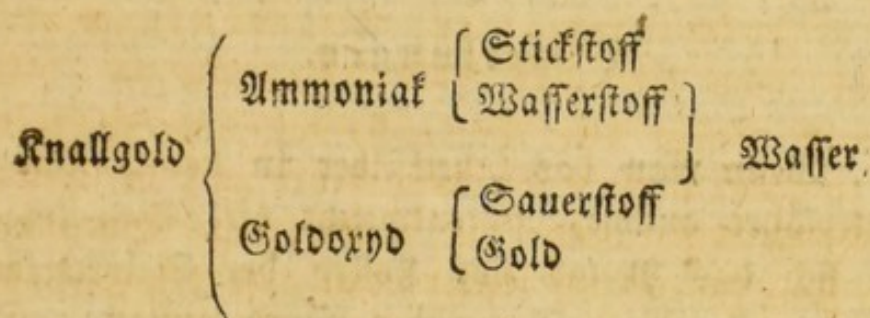 Stickstoff
Ammoniak
Wasserstoff
Knallgold
Wasser
Sauerstoff
Goldoxyd
Gold